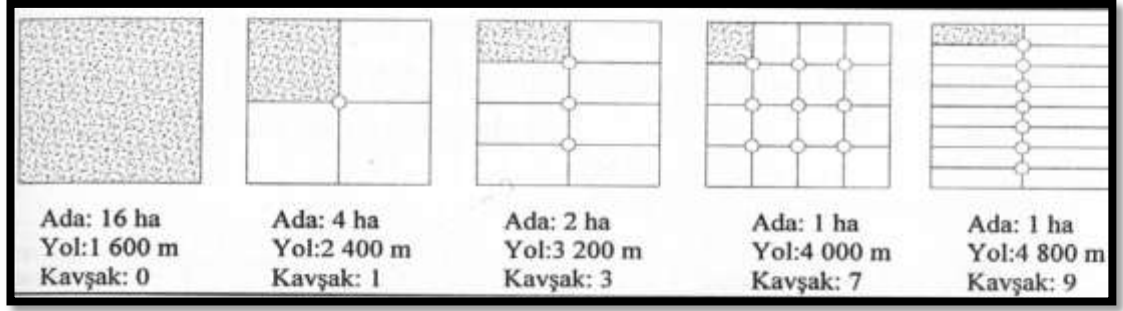 Ada: 16 ha
Yol:1 600 m
Kavşak: 0
Ada: 4 ha
Yol:2 400 m
Kavşak: 1
Ada: 2 ha
Yol:3 200 m
Kavşak: 3
Ada: 1 ha
Yol:4 000 m
Kavşak: 7
Ada: 1 ha
Yol:4 800 m
Kavşak: 9